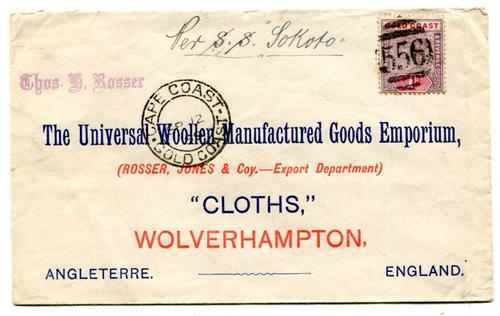 Per S.S. "Sokoto"
GOLD COAST
556
Thos. B. Rosser
CAPE COAST
12
GOLD COAST
The Universal Woollen Manufactured Goods Emporium,
(ROSSER, JONES & Coy.—Export Department)
"CLOTHS,"
WOLVERHAMPTON,
ANGLETERRE.
ENGLAND.